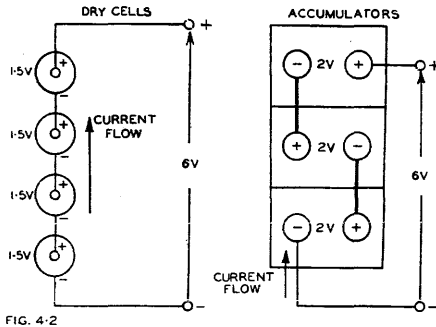 DRY CELLS
+
+
1·5V
−
+
1·5V
−
+
1·5V
−
+
1·5V
−
CURRENT
FLOW
6V
−
FIG. 4·2
ACCUMULATORS
− 2V +
+
+ 2V −
6V
− 2V +
CURRENT
FLOW
−